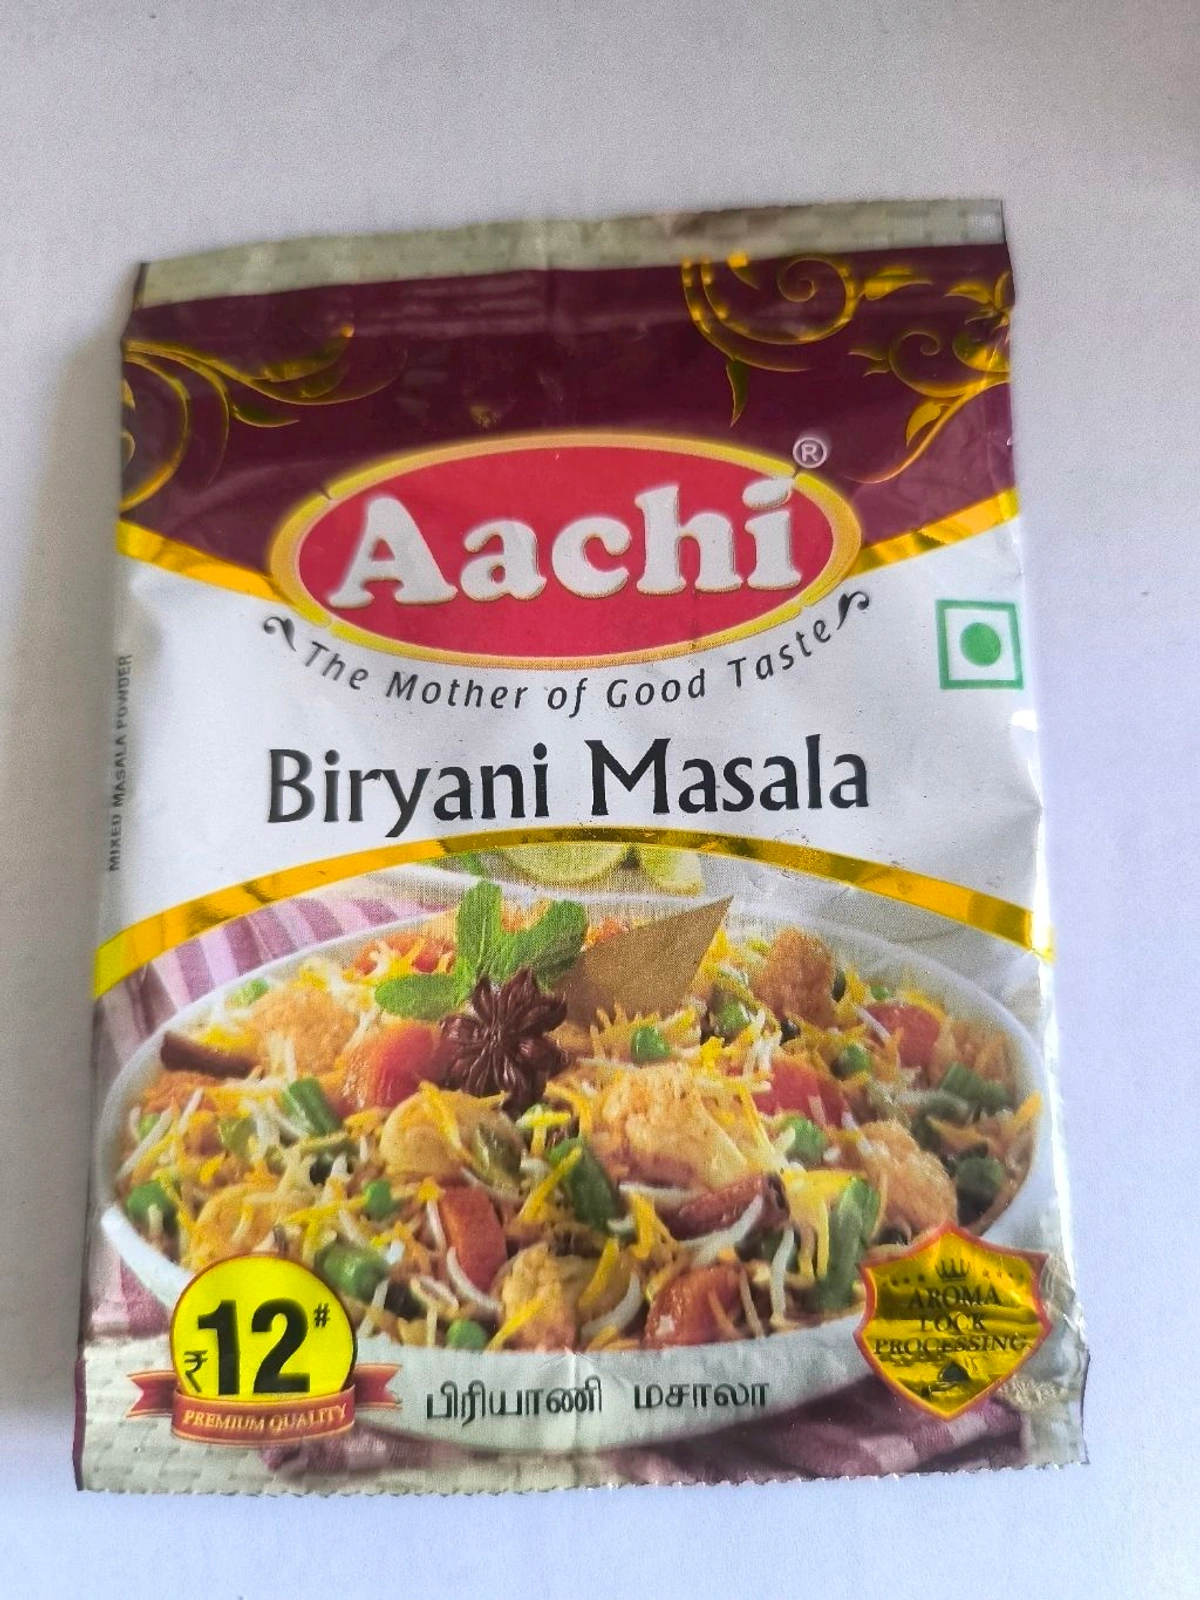 Aachi®
The Mother of Good Taste
Biryani Masala
MIXED MASALA POWDER
₹12#
PREMIUM QUALITY
பிரியாணி மசாலா
AROMA
LOCK
PROCESSING